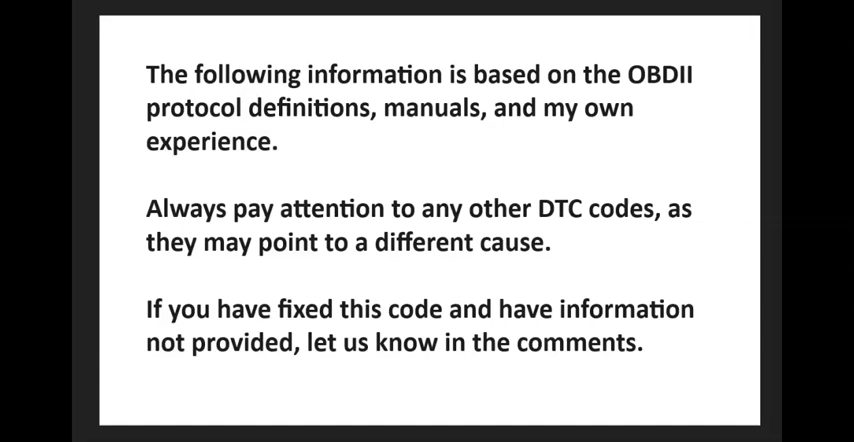 The following information is based on the OBDII
protocol definitions, manuals, and my own
experience.
Always pay attention to any other DTC codes, as
they may point to a different cause.
If you have fixed this code and have information
not provided, let us know in the comments.